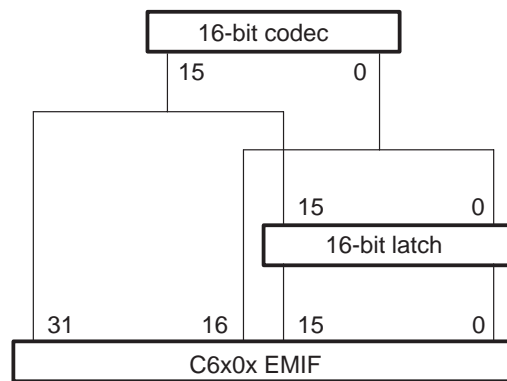 16-bit codec
15 0
15 0
16-bit latch
31 16 15 0
C6x0x EMIF